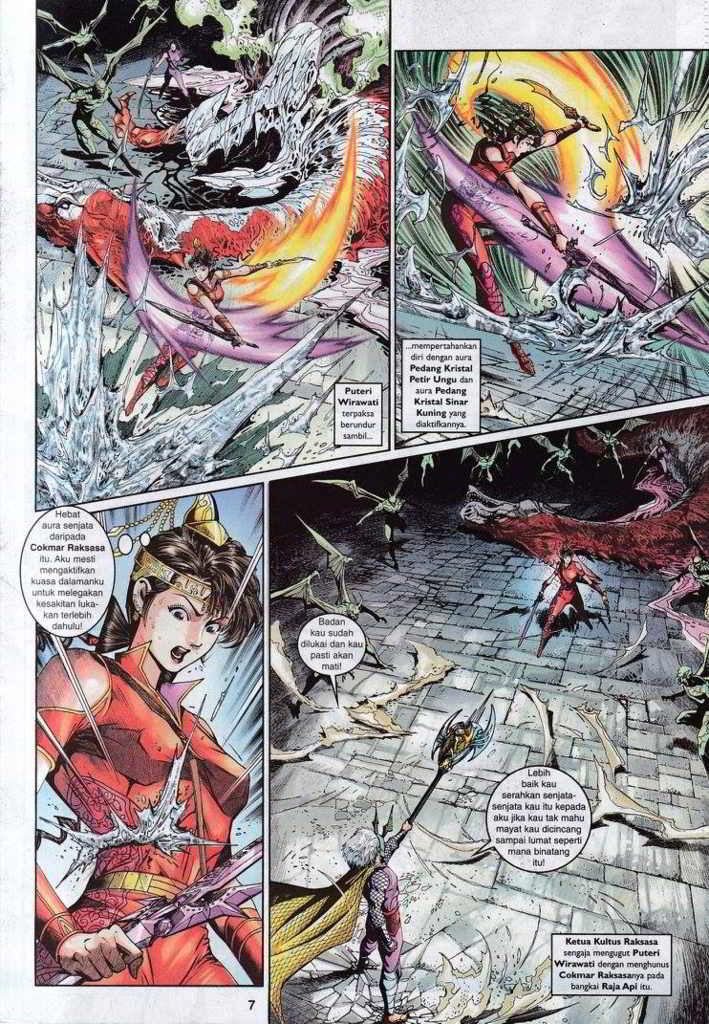 Puteri
Wirawati
terpaksa
berundur
sambil...
...mempertahankan
diri dengan aura
Pedang Kristal
Petir Ungu dan
aura Pedang
Kristal Sinar
Kuning yang
diaktifkannya.
Hebat
aura senjata
daripada
Cokmar Raksasa
itu. Aku mesti
mengaktifkan
kuasa dalamanku
untuk melegakan
kesakitan luka-
kan terlebih
dahulu!
Badan
kau sudah
dilukai dan kau
pasti akan
mati!
Lebih
baik kau
serahkan senjata-
senjata kau itu kepada
aku jika kau tak mahu
mayat kau dicincang
sampai lumat seperti
mana binatang
itu!
Ketua Kultus Raksasa
sengaja mengugut Puteri
Wirawati dengan menghunus
Cokmar Raksasanya pada
bangkai Raja Api itu.
7